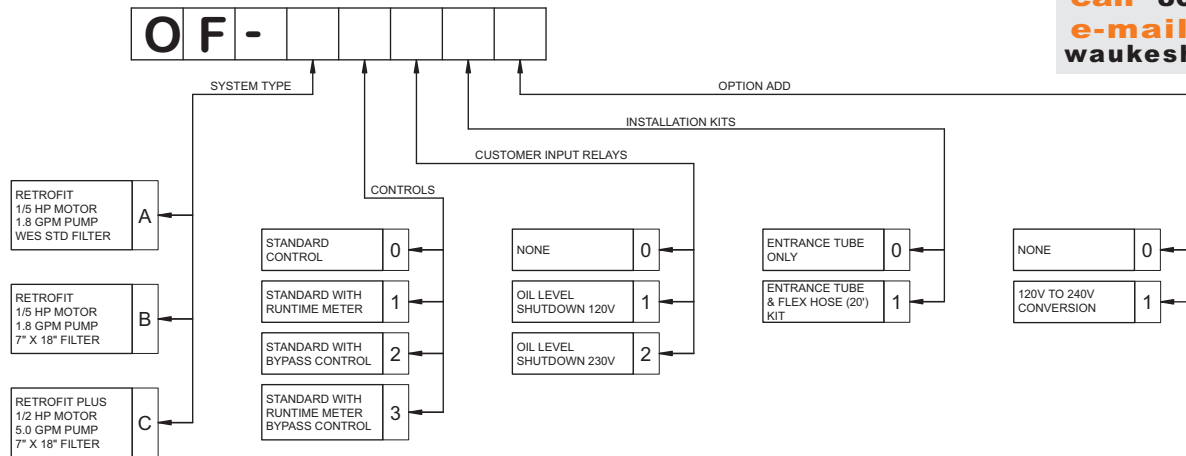 call
e-mail
waukesh
OF-
SYSTEM TYPE
OPTION ADD
INSTALLATION KITS
CUSTOMER INPUT RELAYS
CONTROLS
RETROFIT
1/5 HP MOTOR
1.8 GPM PUMP
WES STD FILTER
A
RETROFIT
1/5 HP MOTOR
1.8 GPM PUMP
7" X 18" FILTER
B
RETROFIT PLUS
1/2 HP MOTOR
5.0 GPM PUMP
7" X 18" FILTER
C
STANDARD
CONTROL
0
STANDARD WITH
RUNTIME METER
1
STANDARD WITH
BYPASS CONTROL
2
STANDARD WITH
RUNTIME METER
BYPASS CONTROL
3
NONE
0
OIL LEVEL
SHUTDOWN 120V
1
OIL LEVEL
SHUTDOWN 230V
2
ENTRANCE TUBE
ONLY
0
ENTRANCE TUBE
& FLEX HOSE (20')
KIT
1
NONE
0
120V TO 240V
CONVERSION
1